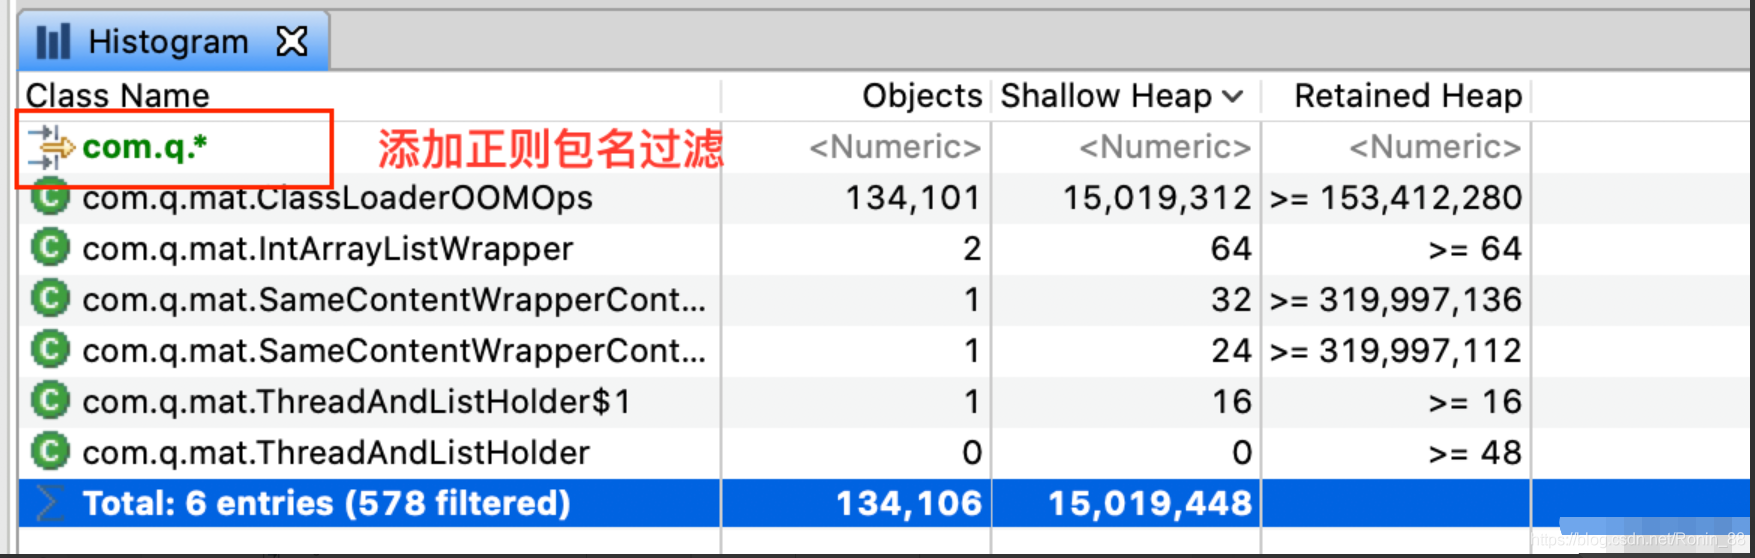 Histogram
Class Name Objects Shallow Heap Retained Heap
com.q.* 添加正则包名过滤 <Numeric> <Numeric> <Numeric>
com.q.mat.ClassLoaderOOMOps 134,101 15,019,312 >= 153,412,280
com.q.mat.IntArrayListWrapper 2 64 >= 64
com.q.mat.SameContentWrapperCont... 1 32 >= 319,997,136
com.q.mat.SameContentWrapperCont... 1 24 >= 319,997,112
com.q.mat.ThreadAndListHolder$1 1 16 >= 16
com.q.mat.ThreadAndListHolder 0 0 >= 48
Total: 6 entries (578 filtered) 134,106 15,019,448
https://blog.csdn.net/Ronin_88